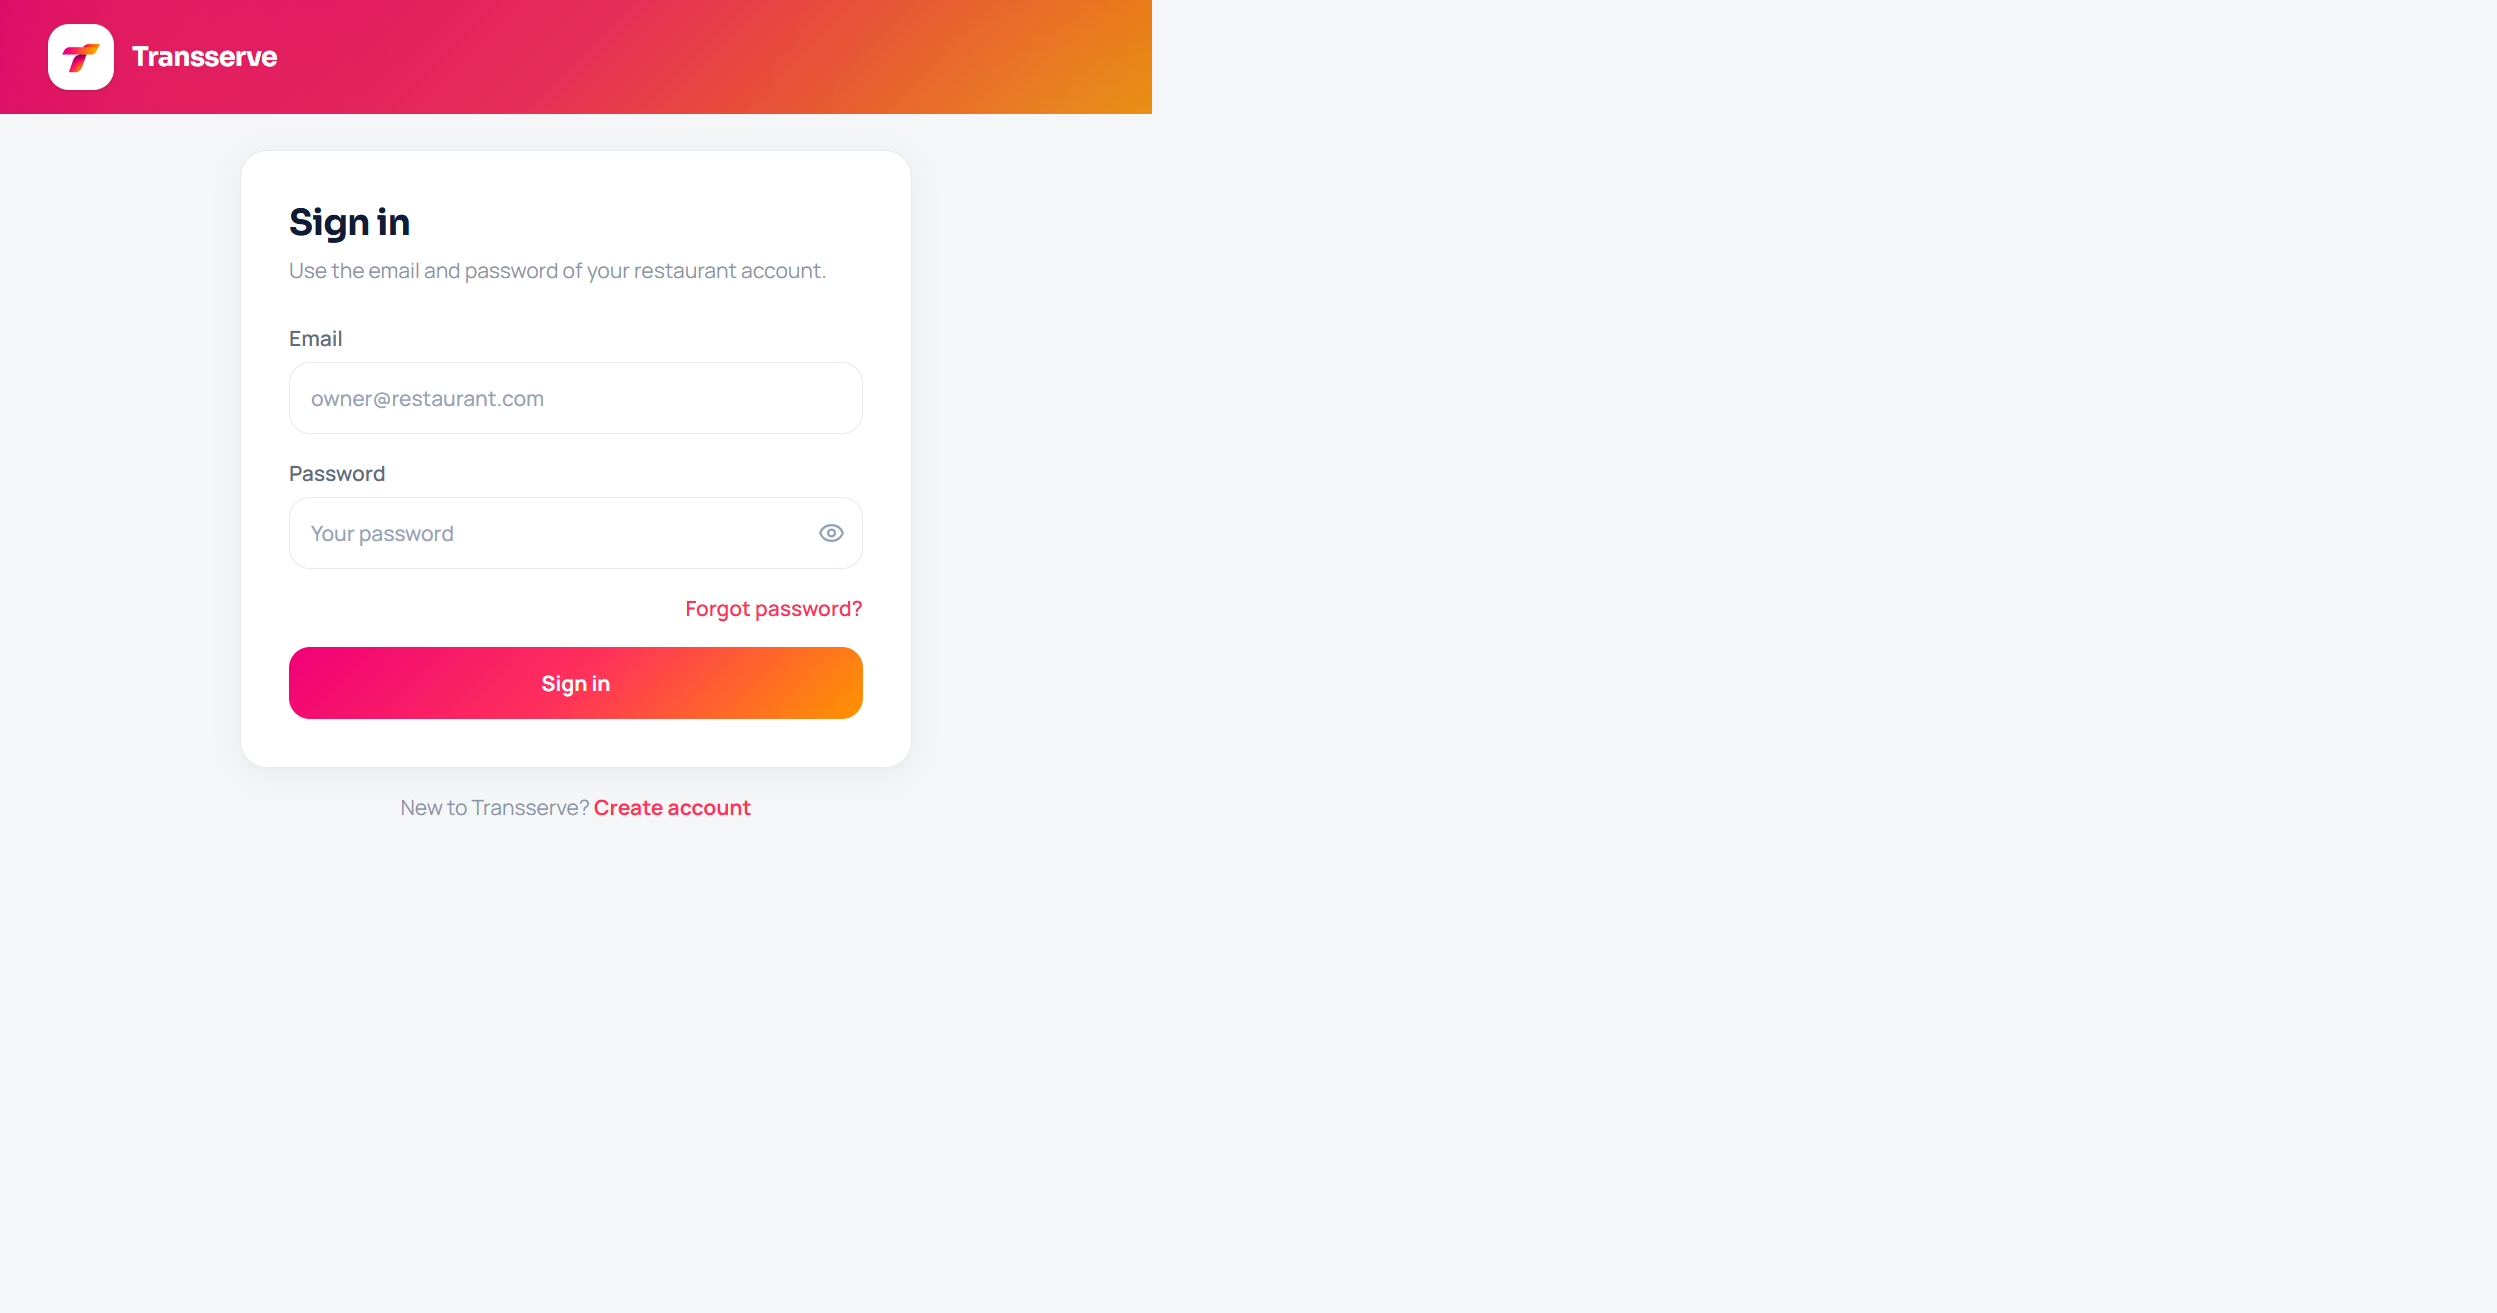 Transserve
Sign in
Use the email and password of your restaurant account.
Email
owner@restaurant.com
Password
Your password
Forgot password?
Sign in
New to Transserve? Create account